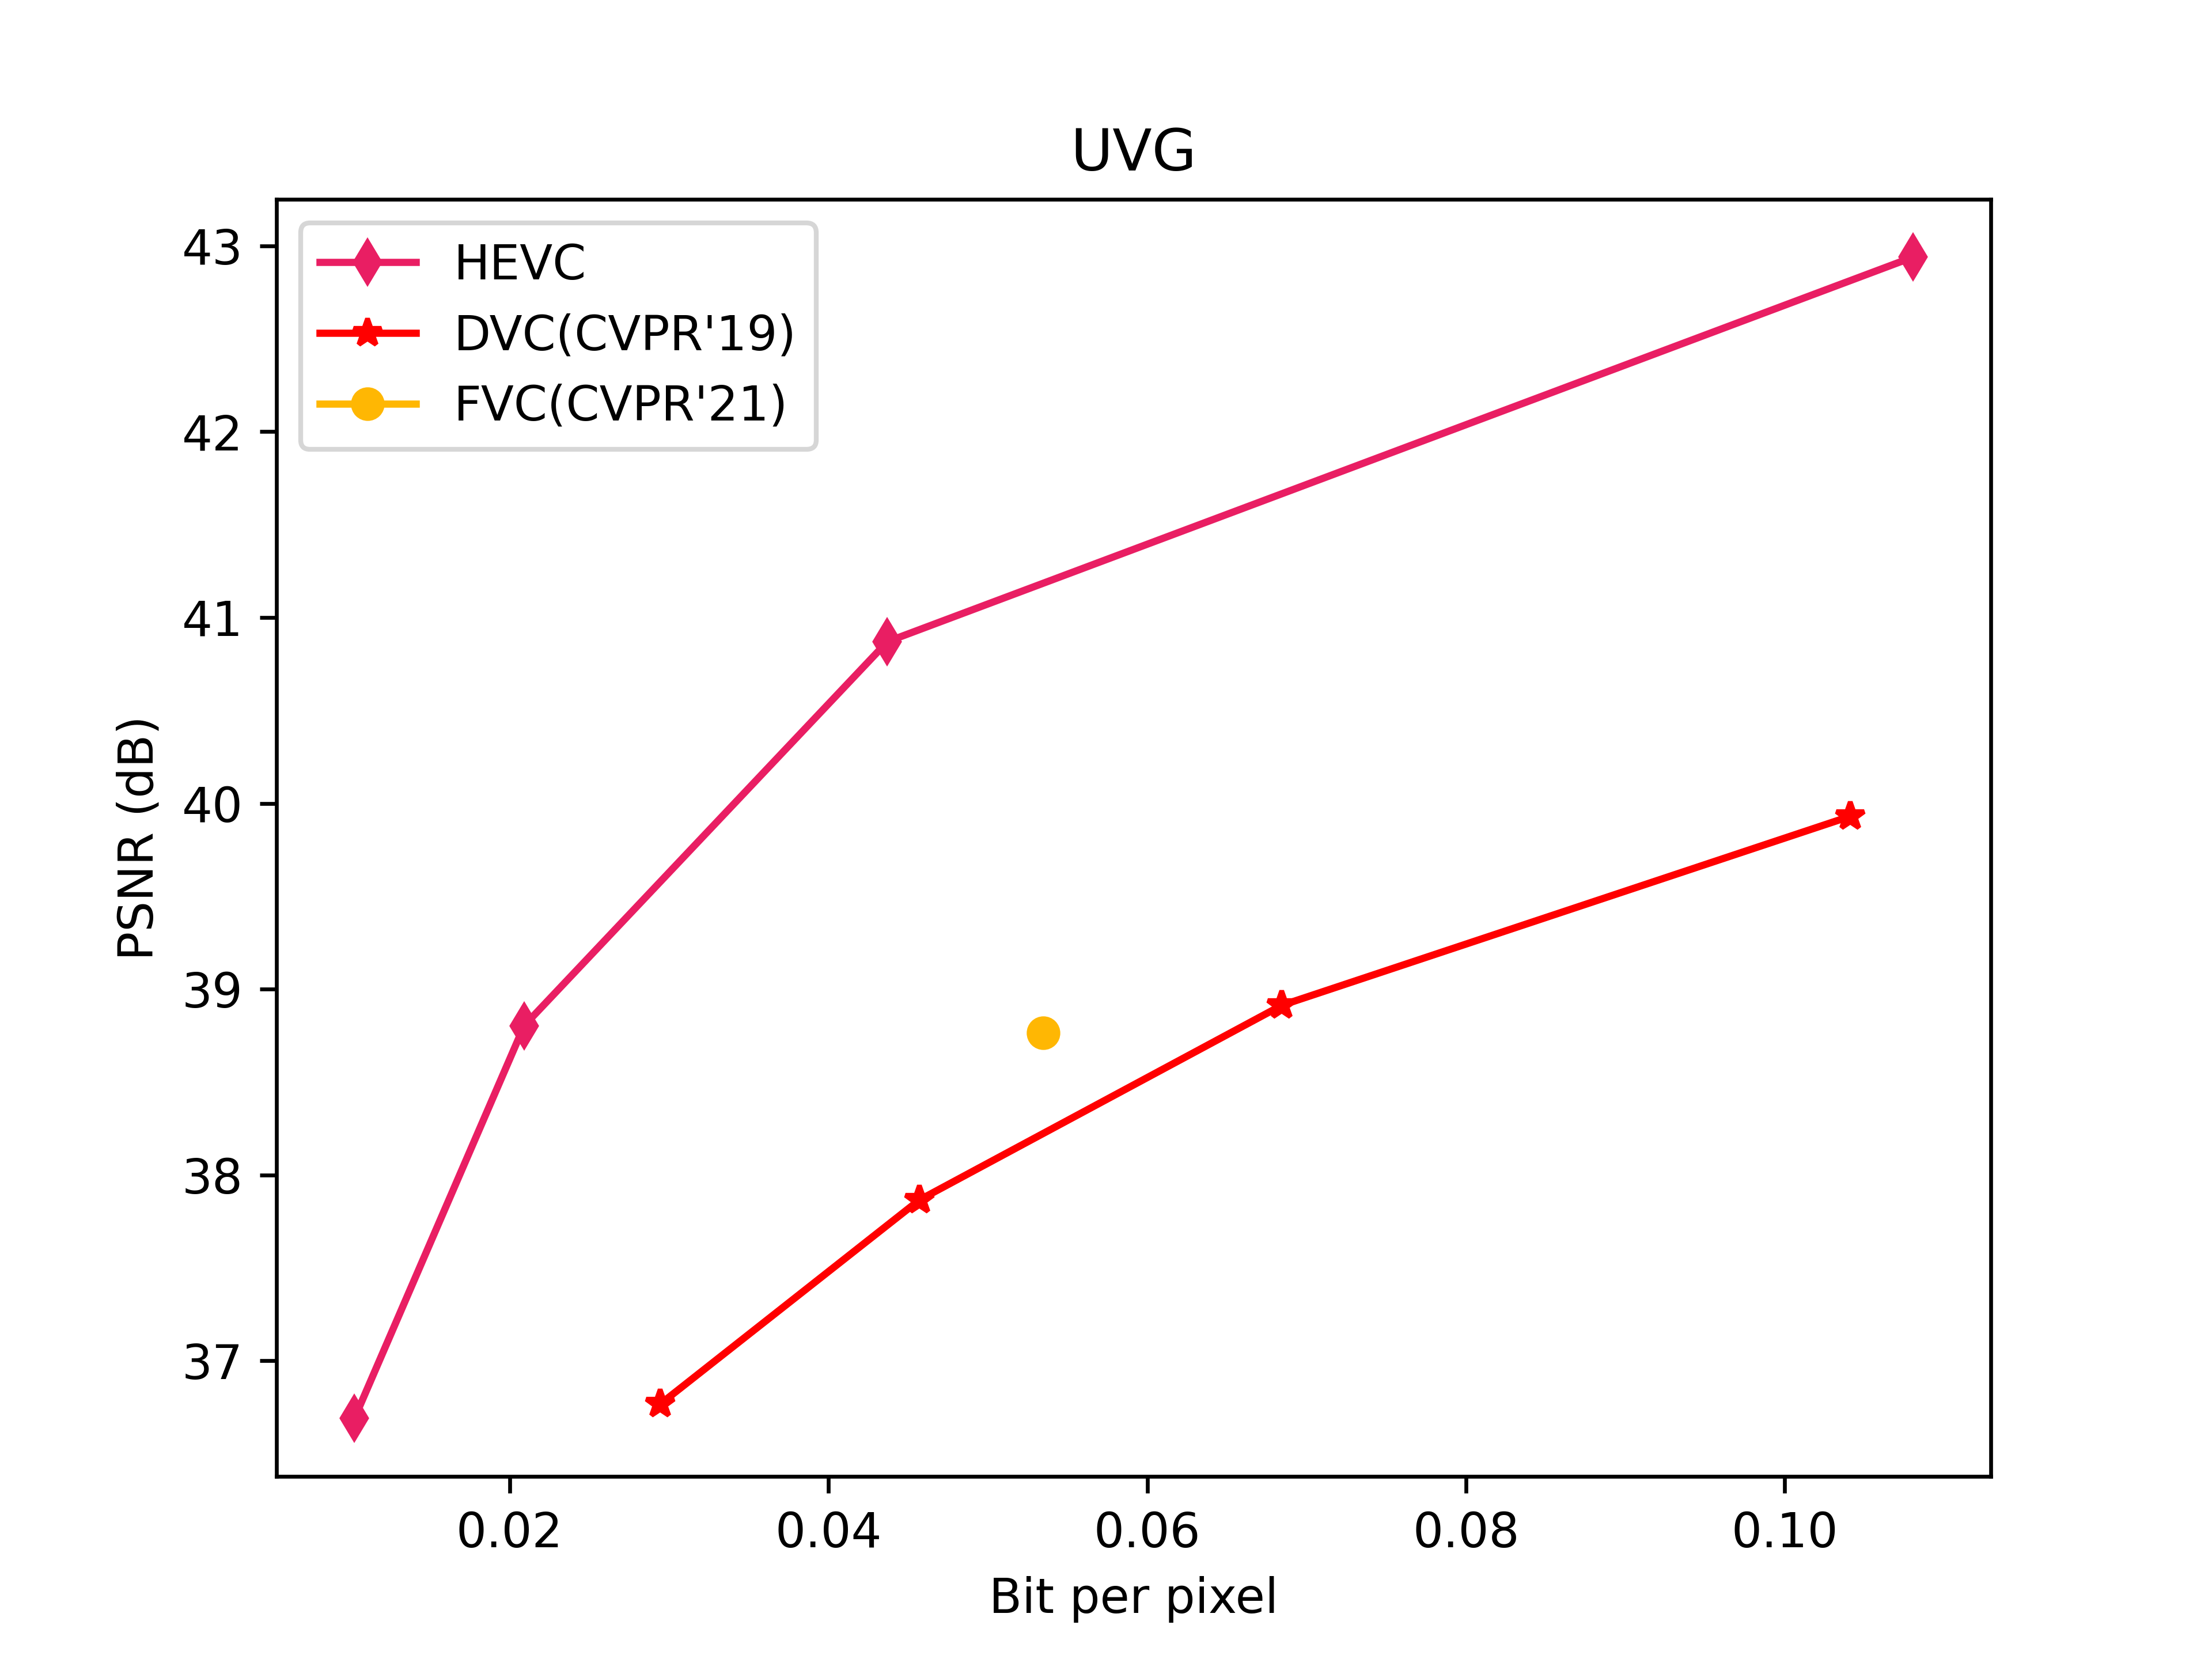 UVG
HEVC
DVC(CVPR'19)
FVC(CVPR'21)
43
42
41
40
39
38
37
PSNR (dB)
0.02 0.04 0.06 0.08 0.10
Bit per pixel